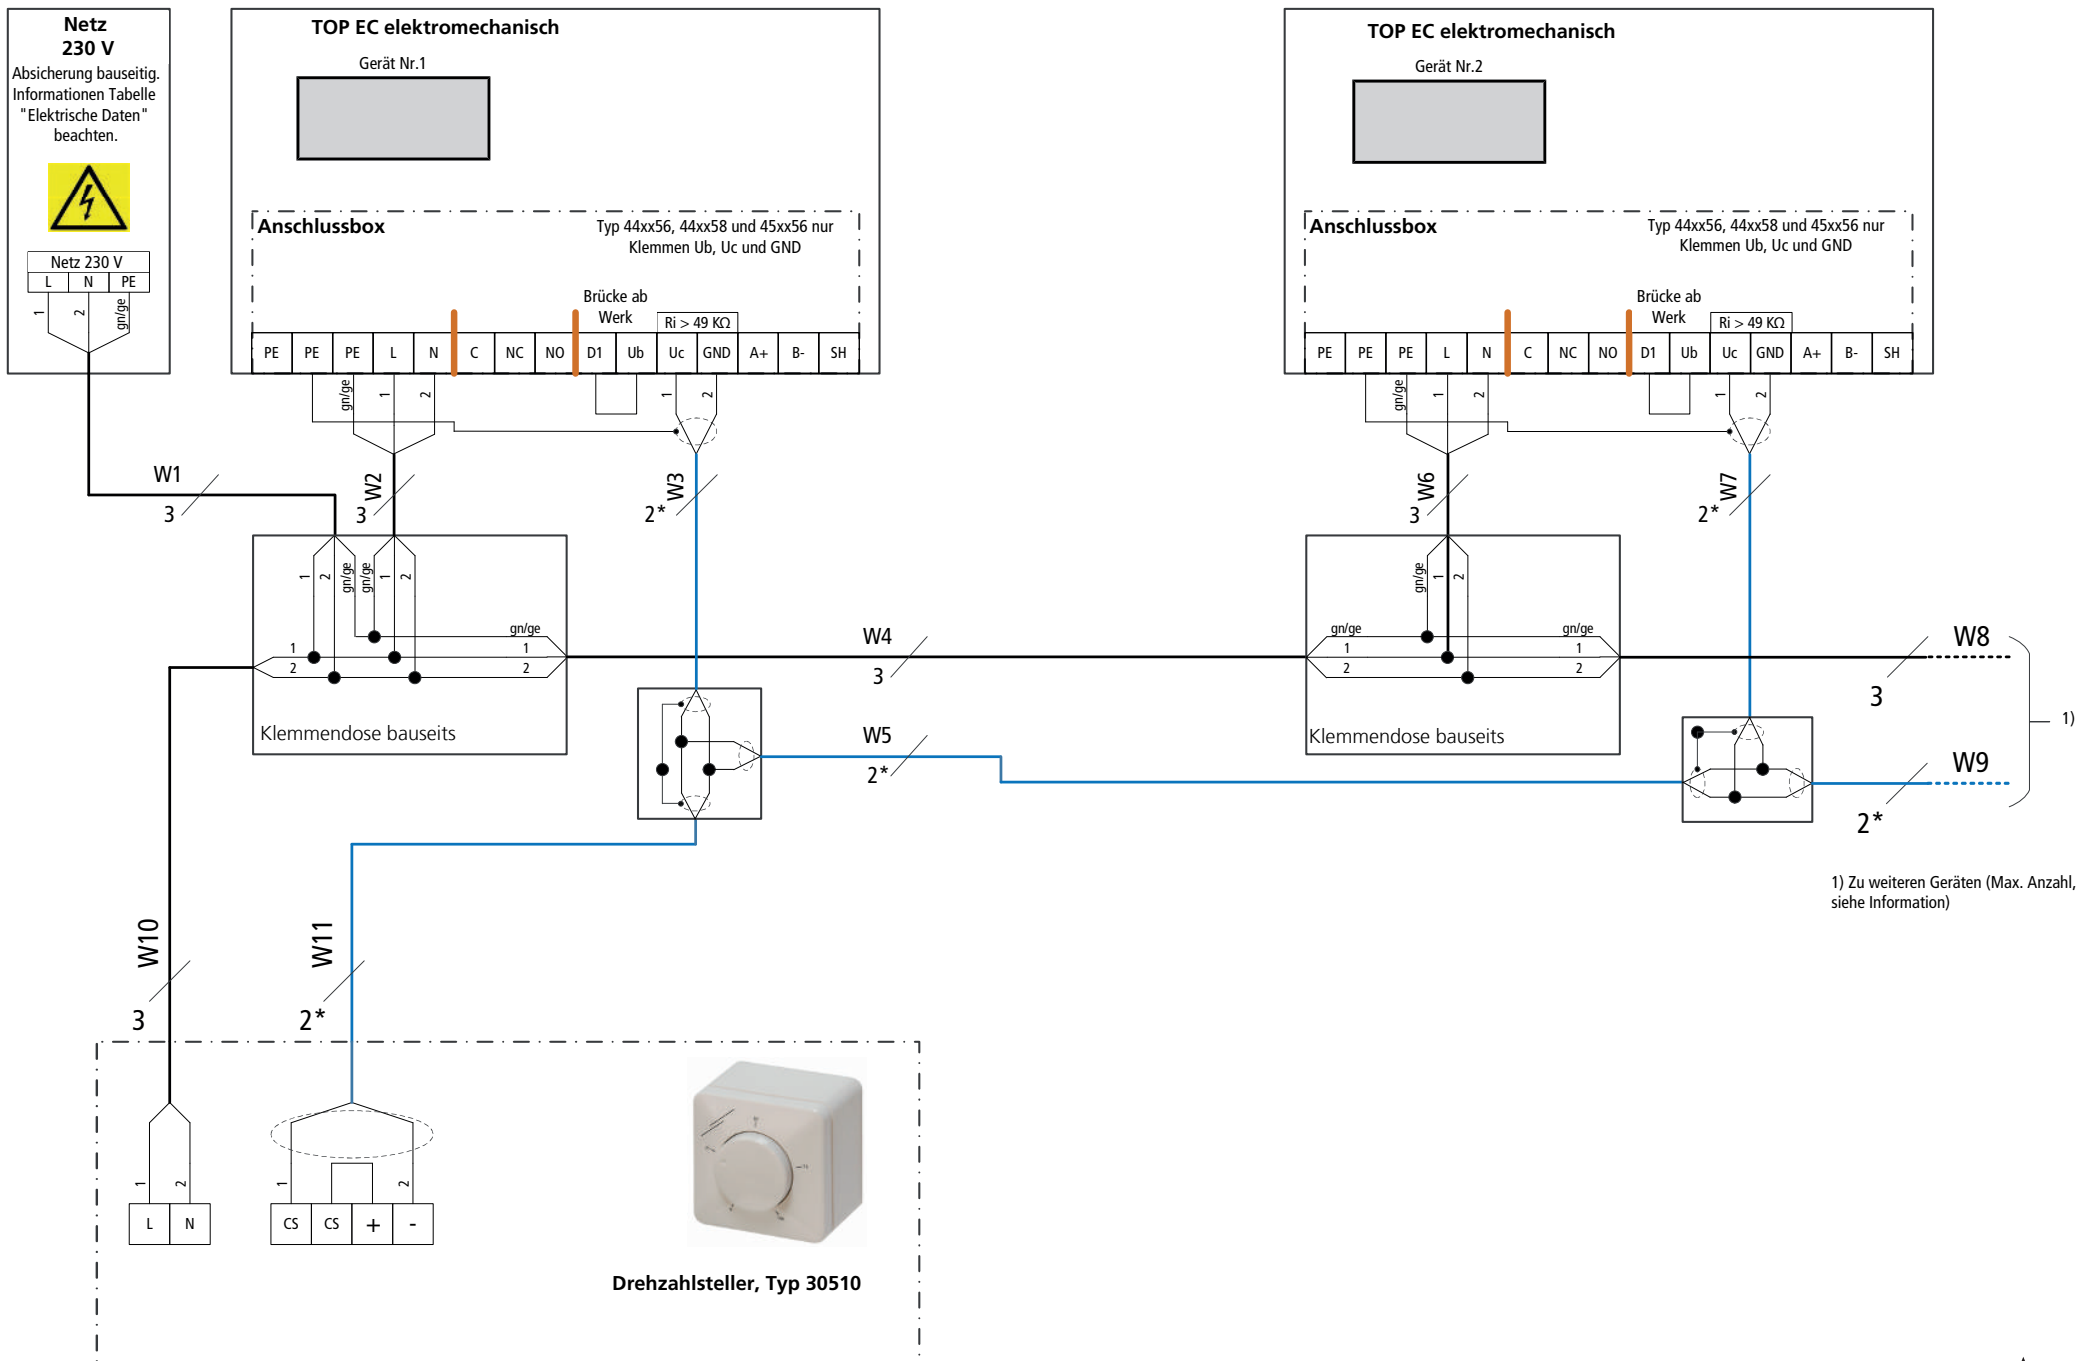 Netz
230 V
Absicherung bauseitig.
Informationen Tabelle
"Elektrische Daten"
beachten.
Netz 230 V
L N PE
1 2 gn/ge
TOP EC elektromechanisch
Gerät Nr.1
Anschlussbox
Typ 44xx56, 44xx58 und 45xx56 nur
Klemmen Ub, Uc und GND
Brücke ab
Werk
Ri > 49 KΩ
PE PE PE L N C NC NO D1 Ub Uc GND A+ B- SH
gn/ge 1 2 1 2
TOP EC elektromechanisch
Gerät Nr.2
Anschlussbox
Typ 44xx56, 44xx58 und 45xx56 nur
Klemmen Ub, Uc und GND
Brücke ab
Werk
Ri > 49 KΩ
PE PE PE L N C NC NO D1 Ub Uc GND A+ B- SH
gn/ge 1 2 1 2
W1
3
W2
3
W3
2*
W6
3
W7
2*
1 2 gn/ge gn/ge 1 2
gn/ge
1 1
2 2
Klemmendose bauseits
W4
3
W5
2*
gn/ge 1 2
gn/ge gn/ge
1 1
2 2
Klemmendose bauseits
W8
3
W9
2*
1)
1) Zu weiteren Geräten (Max. Anzahl,
siehe Information)
W10
3
W11
2*
1 2 1 2
L N CS CS + -
Drehzahlsteller, Typ 30510